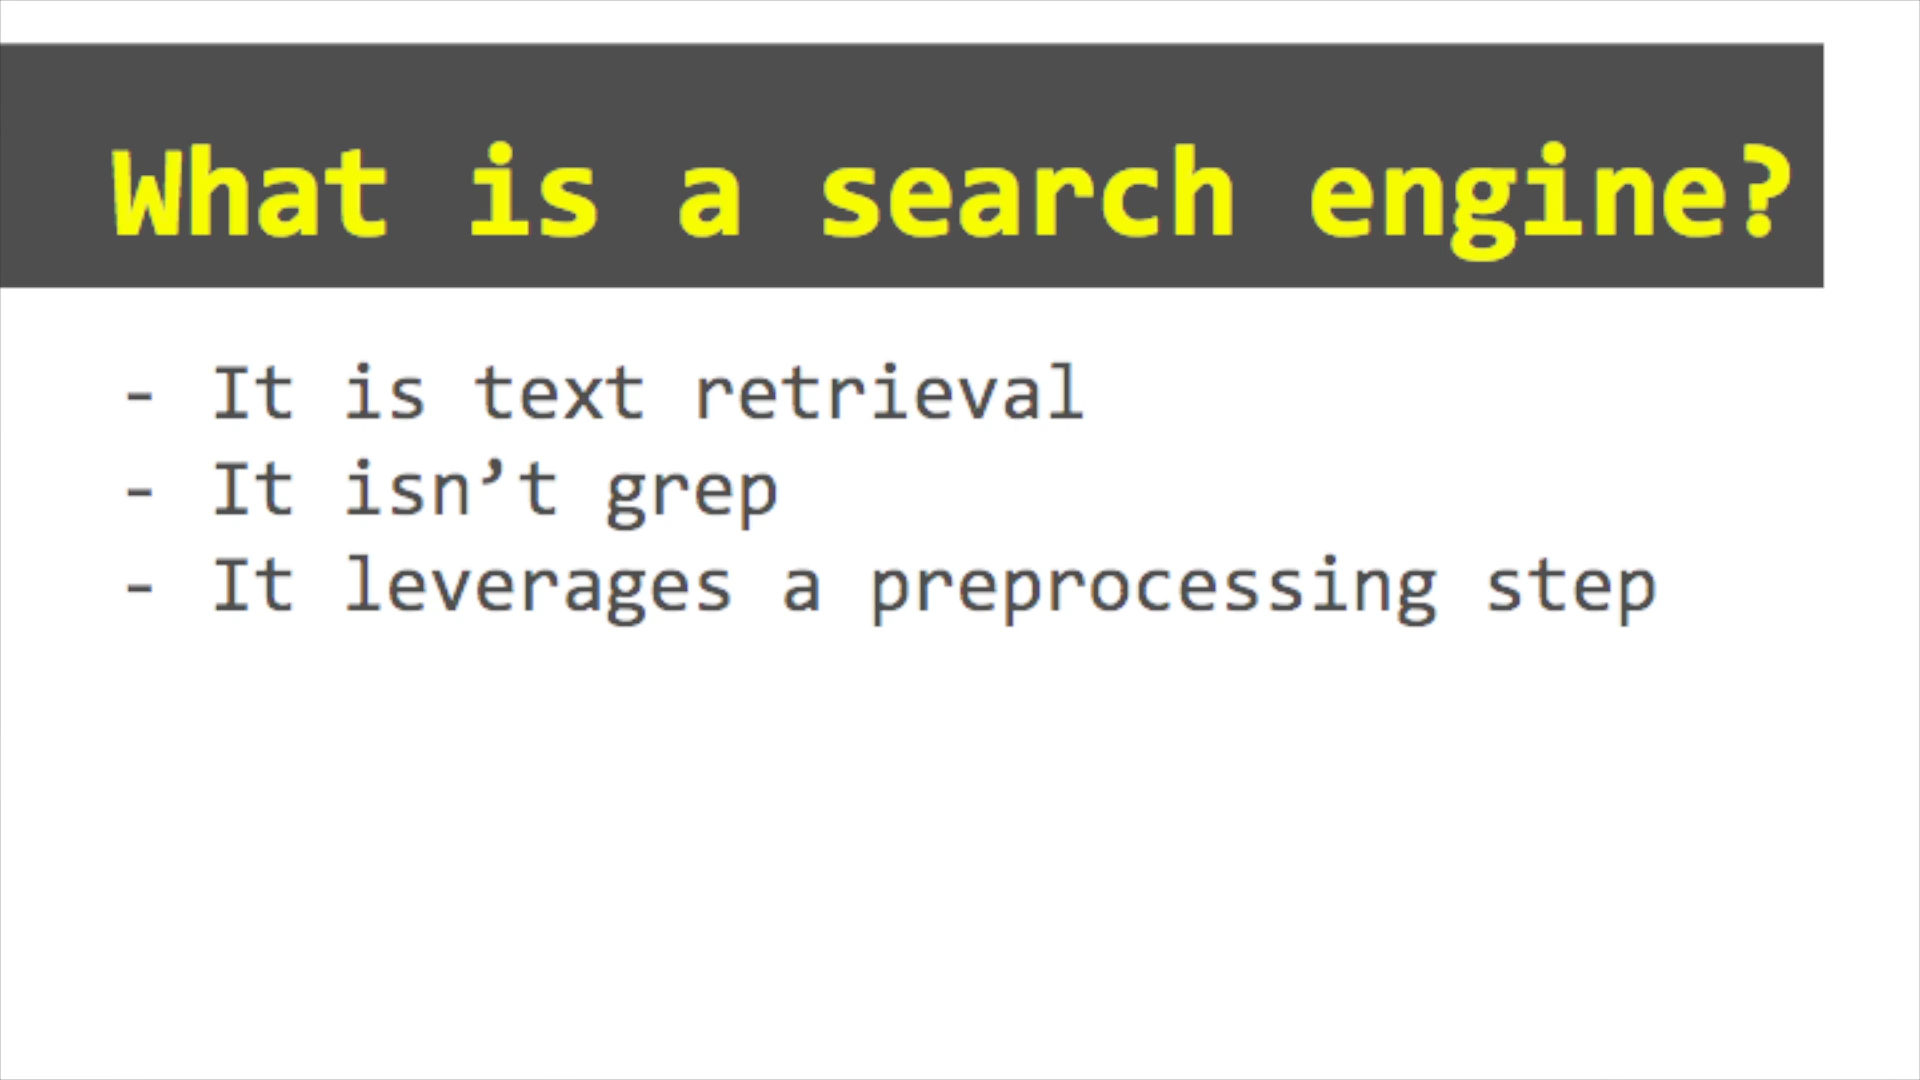 What is a search engine?
- It is text retrieval
- It isn’t grep
- It leverages a preprocessing step